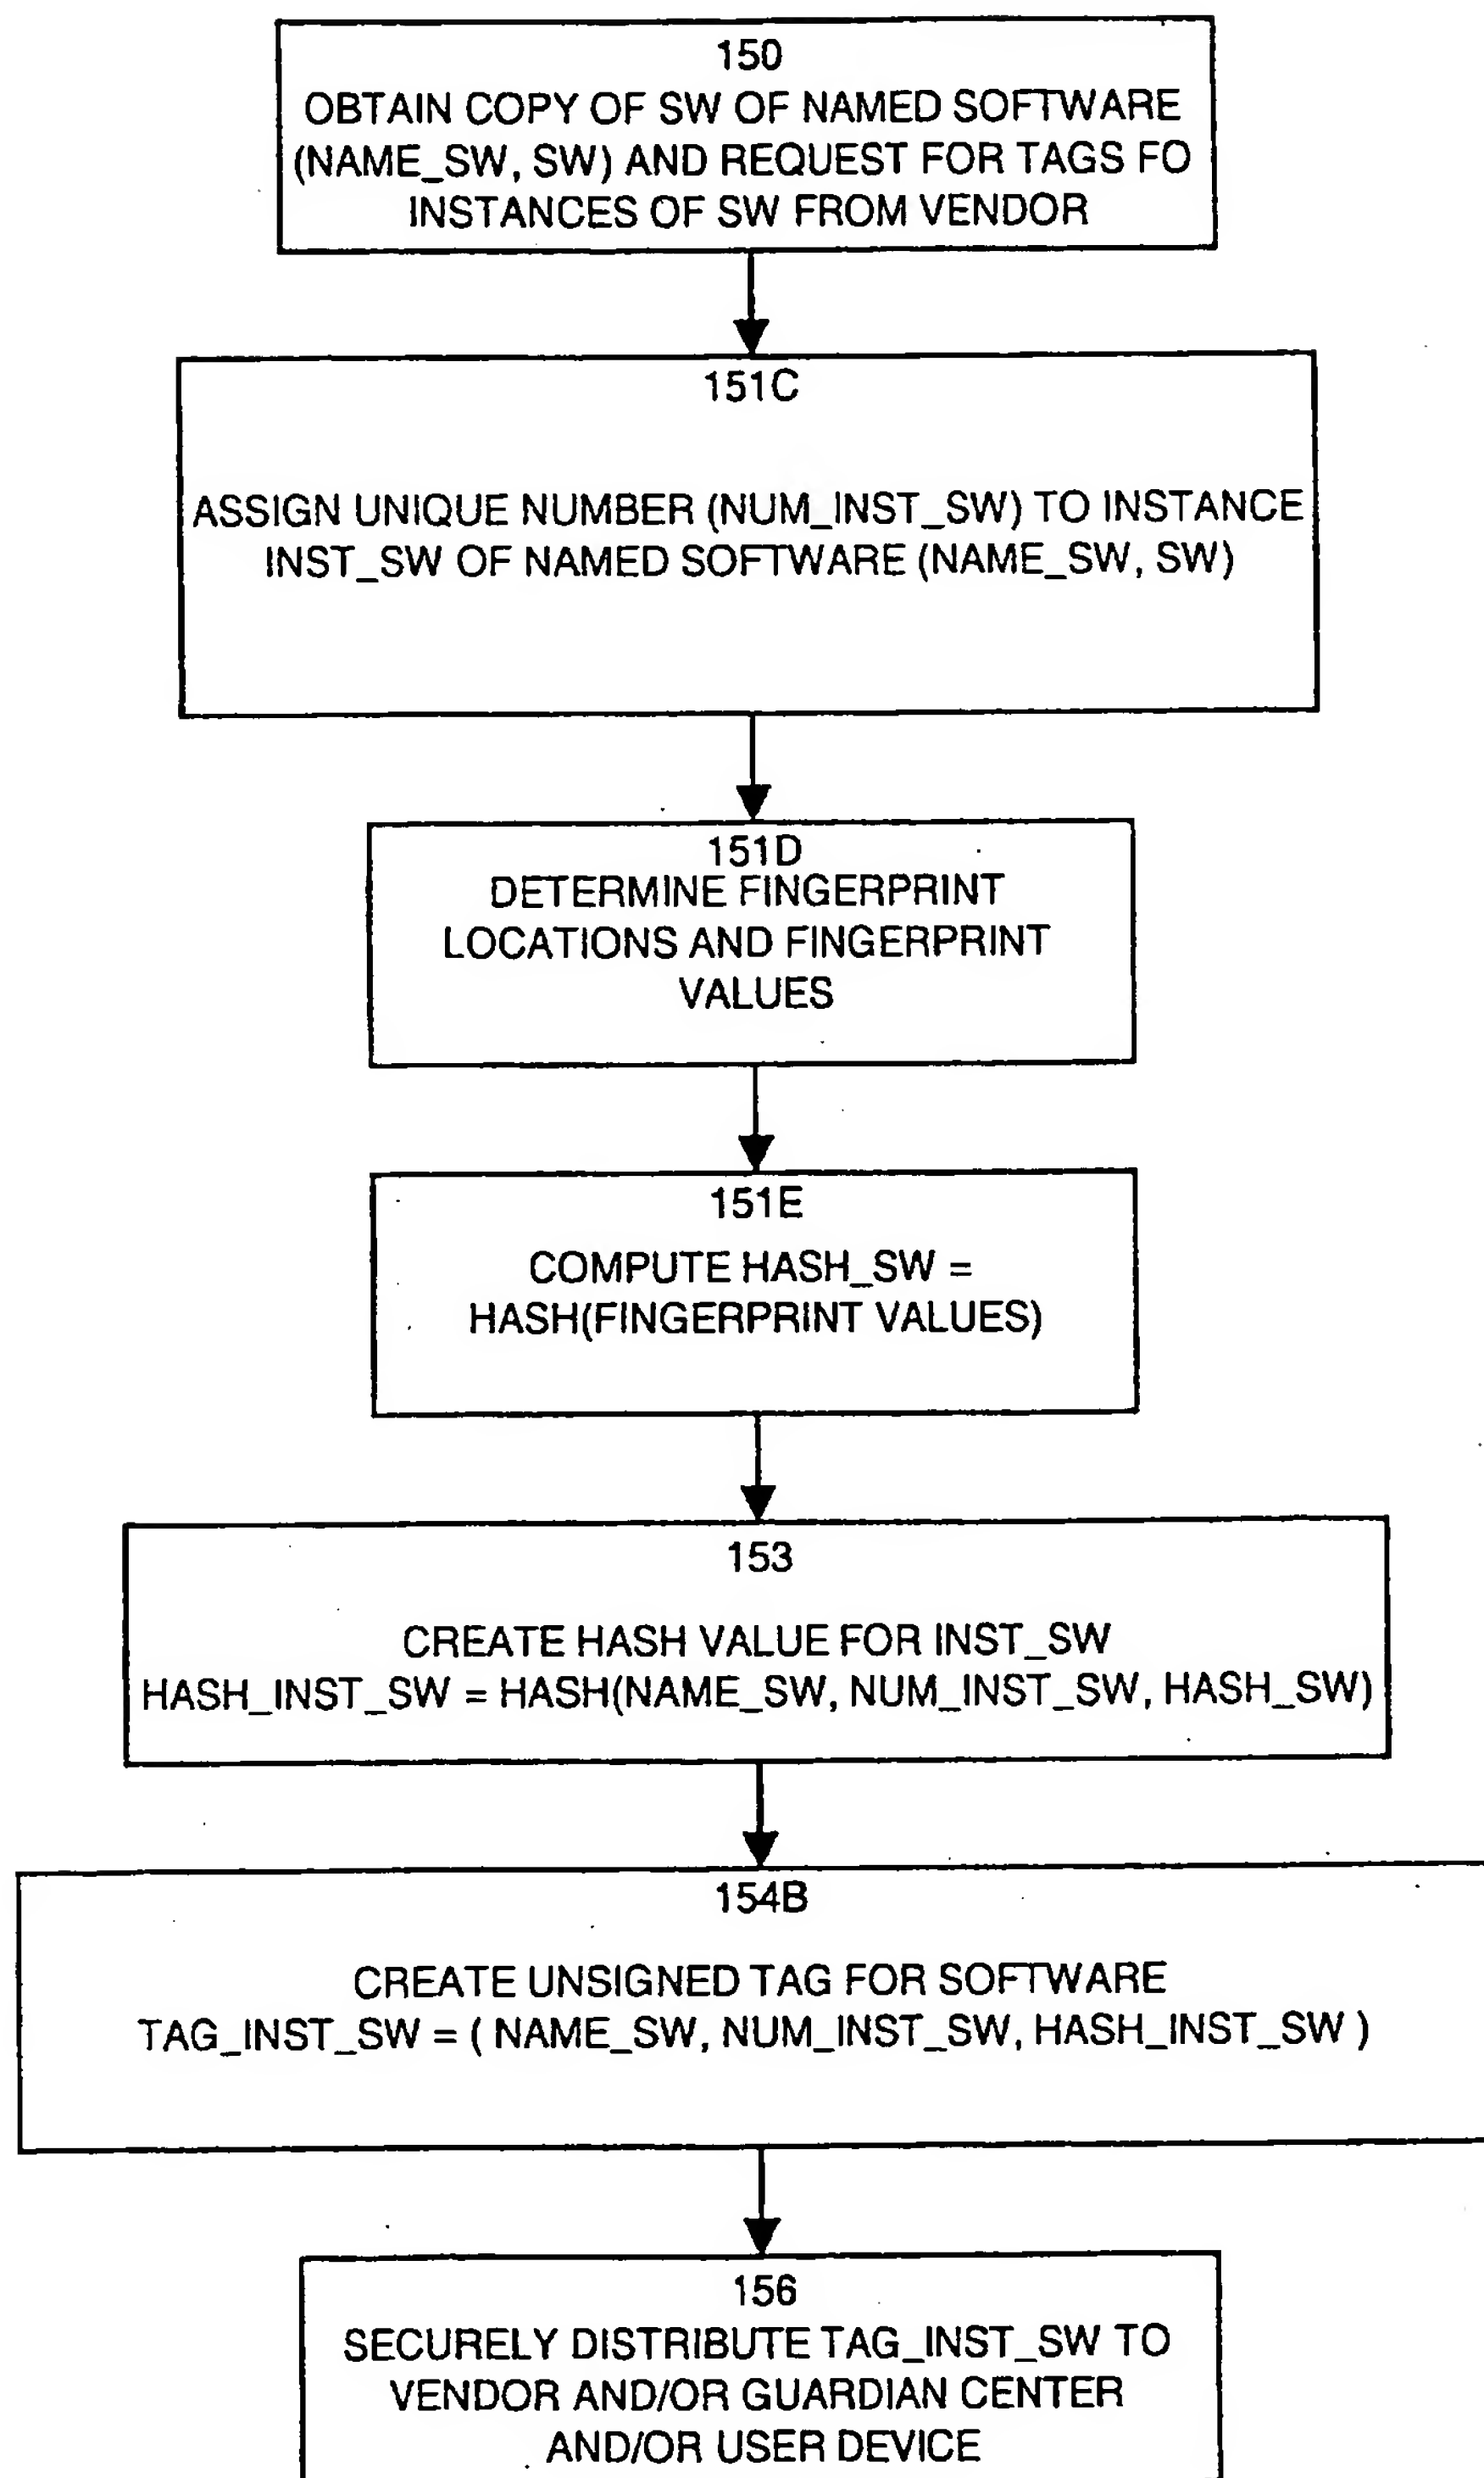 150
OBTAIN COPY OF SW OF NAMED SOFTWARE
(NAME_SW, SW) AND REQUEST FOR TAGS FO
INSTANCES OF SW FROM VENDOR
151C
ASSIGN UNIQUE NUMBER (NUM_INST_SW) TO INSTANCE
INST_SW OF NAMED SOFTWARE (NAME_SW, SW)
151D
DETERMINE FINGERPRINT
LOCATIONS AND FINGERPRINT
VALUES
151E
COMPUTE HASH_SW =
HASH(FINGERPRINT VALUES)
153
CREATE HASH VALUE FOR INST_SW
HASH_INST_SW = HASH(NAME_SW, NUM_INST_SW, HASH_SW)
154B
CREATE UNSIGNED TAG FOR SOFTWARE
TAG_INST_SW = ( NAME_SW, NUM_INST_SW, HASH_INST_SW )
156
SECURELY DISTRIBUTE TAG_INST_SW TO
VENDOR AND/OR GUARDIAN CENTER
AND/OR USER DEVICE